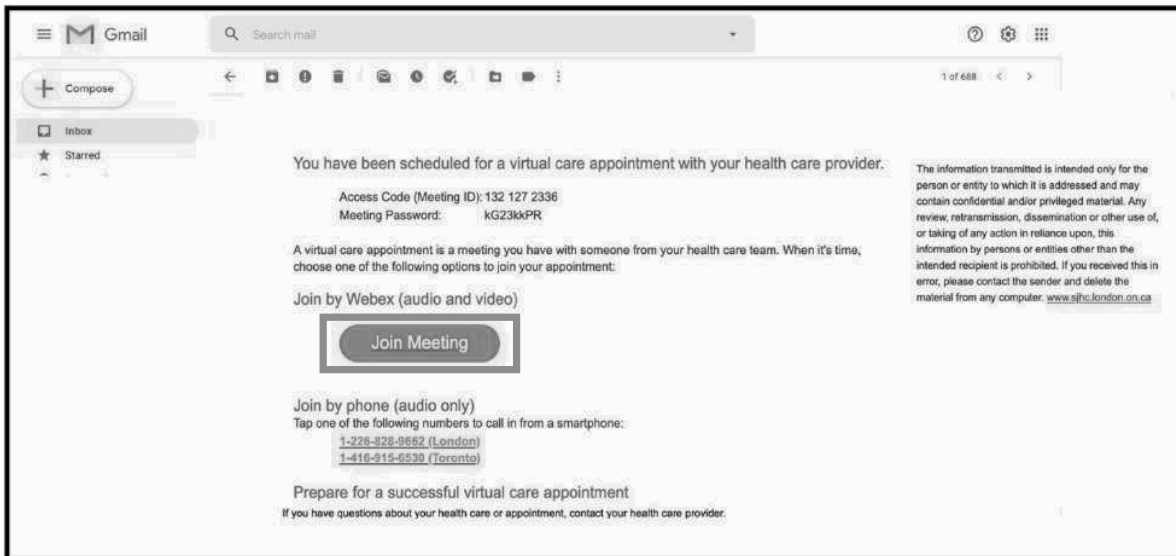 Gmail
Search mail
Compose
1 of 688
Inbox
Starred
You have been scheduled for a virtual care appointment with your health care provider.
Access Code (Meeting P): 132 127 2336
Meeting Password: kG23kkPR
A virtual care appointment is a meeting you have with someone from your health care team. When it's time,
choose one of the following options to join your appointment:
Join by Webex (audio and video)
Join Meeting
Join by phone (audio only)
Tap one of the following numbers to call in from a smartphone:
1-226-828-9662 (London)
1-416-915-6530 (Toronto)
Prepare for a successful virtual care appointment
If you have questions about your health care or appointment, contact your health care provider.
The information transmitted is intended only for the
person or entity to which it is addressed and may
contain confidential and/or privileged material. Any
review, retransmission, dissemination or other use of,
or taking of any action in reliance upon, this
information by persons or entities other than the
intended recipient is prohibited. If you received this in
error, please contact the sender and delete the
material from any computer. www.sjhc.london.on.ca